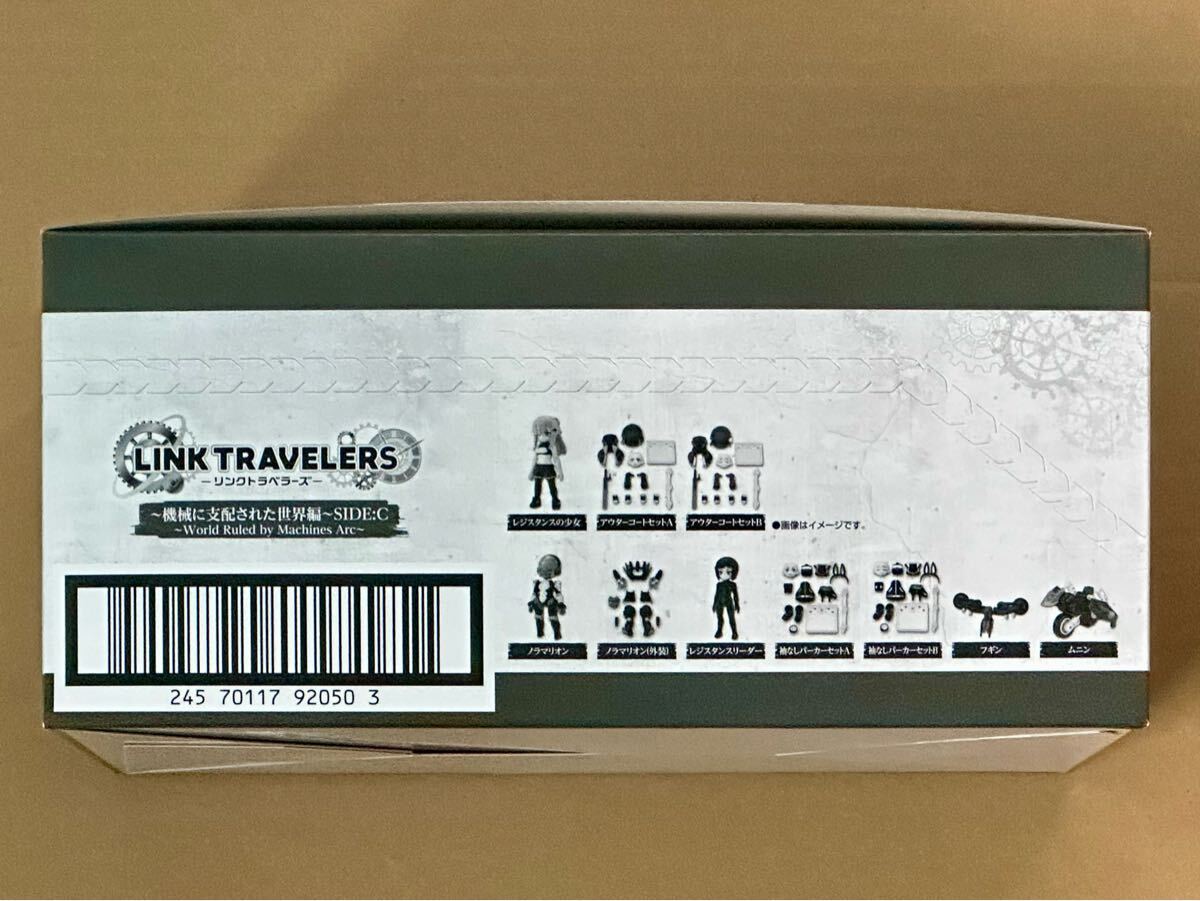 LINK TRAVELERS
ーリンクトラベラーズー
～機械に支配された世界編～SIDE:C
~World Ruled by Machines Arc~
245 70117 92050 3
レジスタンスの少女
アウターコートセットA
アウターコートセットB
●画像はイメージです。
ノラマリオン
ノラマリオン(外装)
レジスタンスリーダー
袖なしパーカーセットA
袖なしパーカーセットB
フギン
ムニン